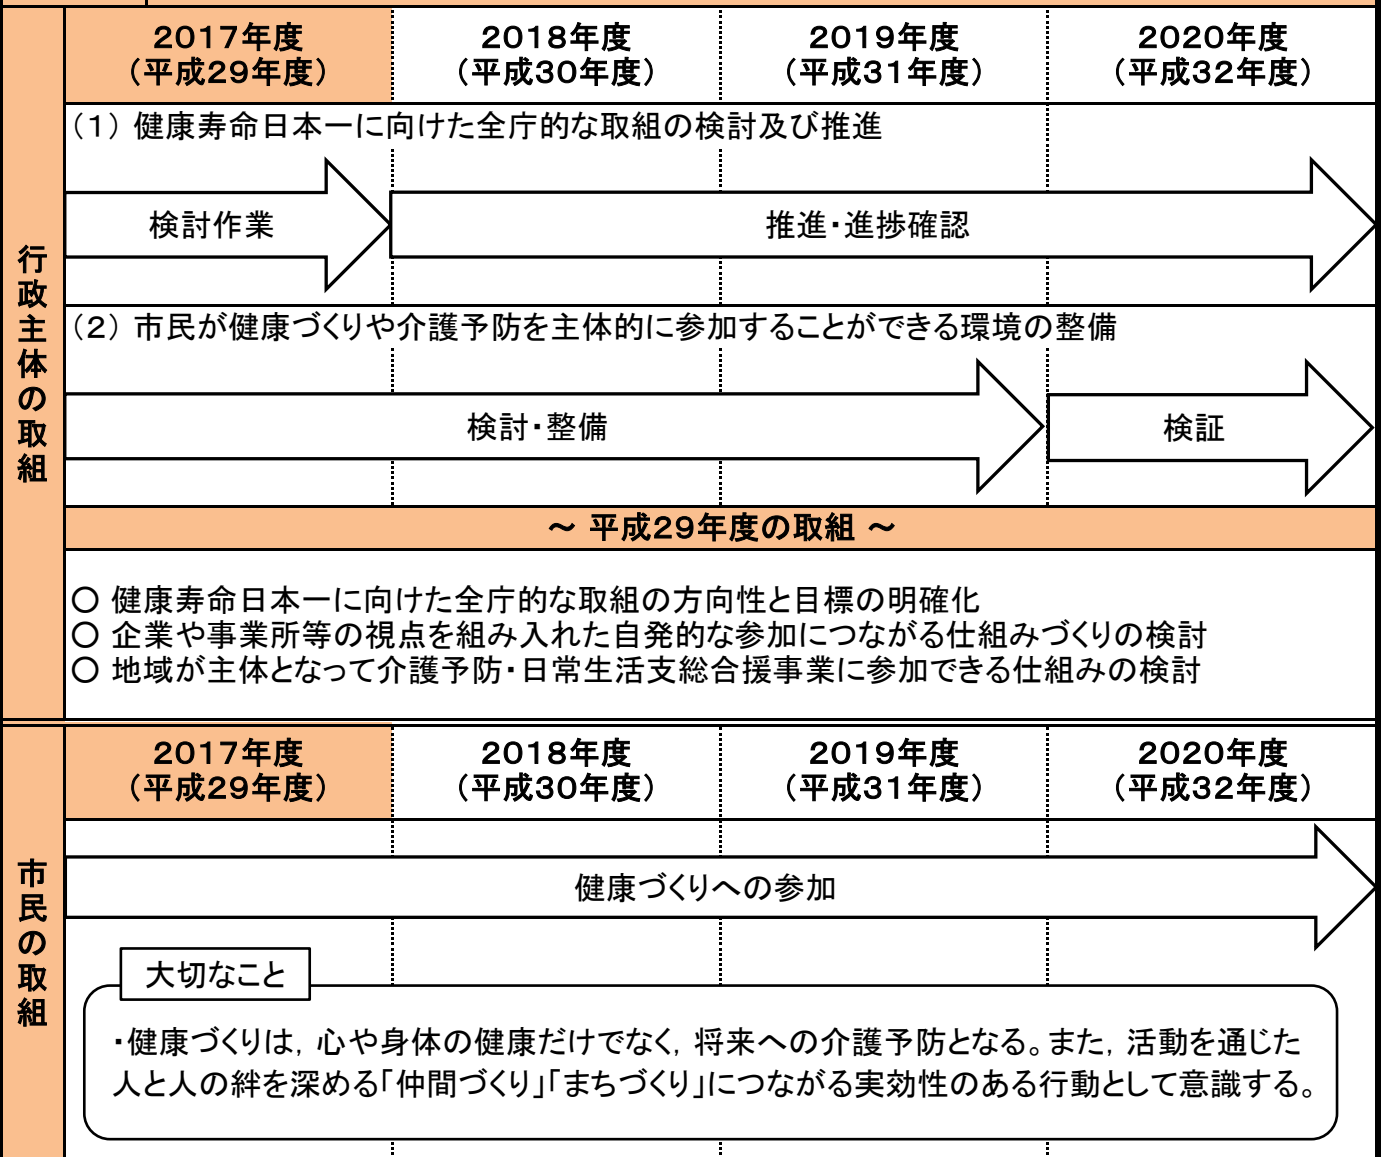 行政主体の取組
2017年度 2018年度 2019年度 2020年度
（平成29年度） （平成30年度） （平成31年度） （平成32年度）
（１）健康寿命日本一に向けた全庁的な取組の検討及び推進
検討作業 推進・進捗確認
（２）市民が健康づくりや介護予防を主体的に参加することができる環境の整備
検討・整備 検証
～ 平成29年度の取組 ～
○ 健康寿命日本一に向けた全庁的な取組の方向性と目標の明確化
○ 企業や事業所等の視点を組み入れた自発的な参加につながる仕組みづくりの検討
○ 地域が主体となって介護予防・日常生活支総合援事業に参加できる仕組みの検討
市民の取組
2017年度 2018年度 2019年度 2020年度
（平成29年度） （平成30年度） （平成31年度） （平成32年度）
健康づくりへの参加
大切なこと
・健康づくりは，心や身体の健康だけでなく，将来への介護予防となる。また，活動を通じた
人と人の絆を深める「仲間づくり」「まちづくり」につながる実効性のある行動として意識する。